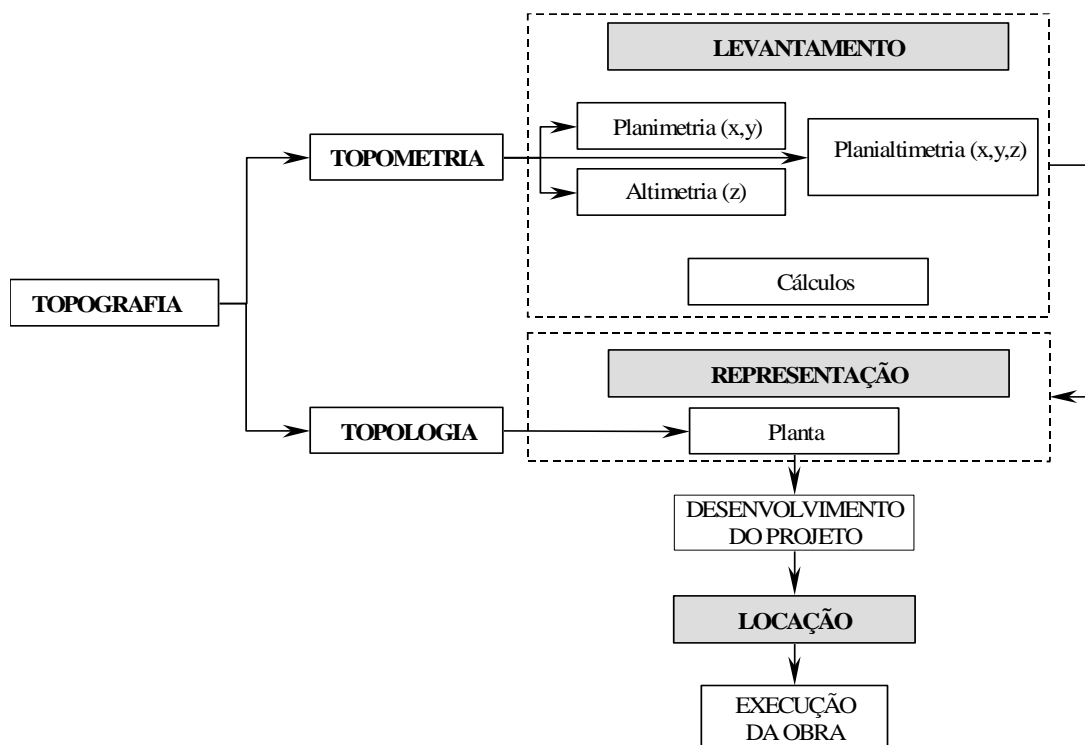 LEVANTAMENTO
Planimetria (x,y)
TOPOMETRIA
Planialtimetria (x,y,z)
Altimetria (z)
Cálculos
TOPOGRAFIA
REPRESENTAÇÃO
TOPOLOGIA
Planta
DESENVOLVIMENTO
DO PROJETO
LOCAÇÃO
EXECUÇÃO
DA OBRA